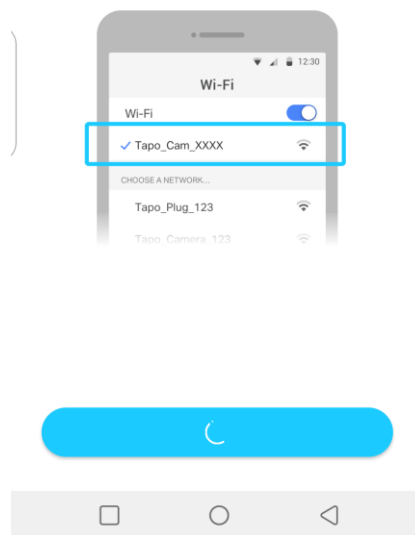 12:30
Wi-Fi
Wi-Fi
Tapo_Cam_XXXX
CHOOSE A NETWORK...
Tapo_Plug_123
Tapo_Camera_123